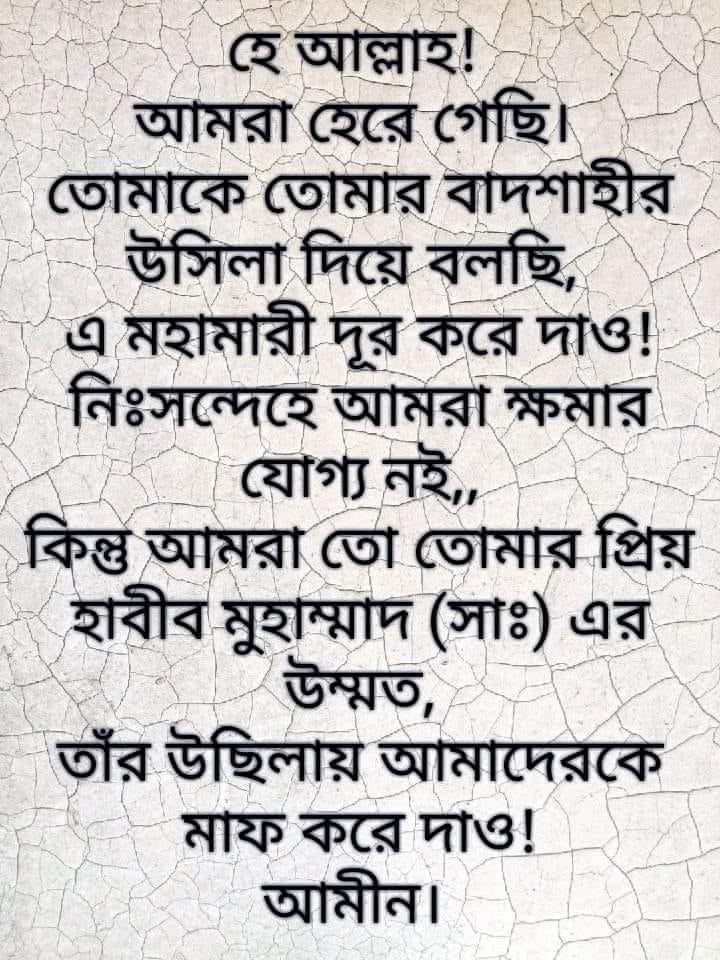 হে আল্লাহ!
আমরা হেরে গেছি।
তোমাকে তোমার বাদশাহীর
উসিলা দিয়ে বলছি,
এ মহামারী দূর করে দাও!
নিঃসন্দেহে আমরা ক্ষমার
যোগ্য নই,,
কিন্তু আমরা তো তোমার প্রিয়
হাবীব মুহাম্মাদ (সাঃ) এর
উম্মত,
তাঁর উছিলায় আমাদেরকে
মাফ করে দাও!
আমীন।